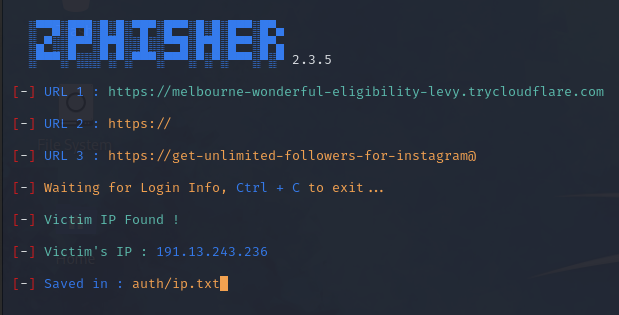 ZPHISHER 2.3.5
[-] URL 1 : https://melbourne-wonderful-eligibility-levy.trycloudflare.com
[-] URL 2 : https://
[-] URL 3 : https://get-unlimited-followers-for-instagram@
[-] Waiting for Login Info, Ctrl + C to exit...
[-] Victim IP Found !
[-] Victim's IP : 191.13.243.236
[-] Saved in : auth/ip.txt